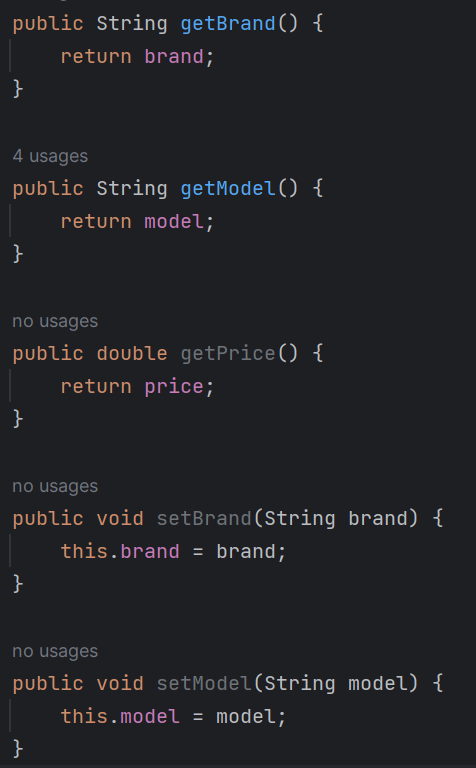 public String getBrand() {
    return brand;
}
4 usages
public String getModel() {
    return model;
}
no usages
public double getPrice() {
    return price;
}
no usages
public void setBrand(String brand) {
    this.brand = brand;
}
no usages
public void setModel(String model) {
    this.model = model;
}